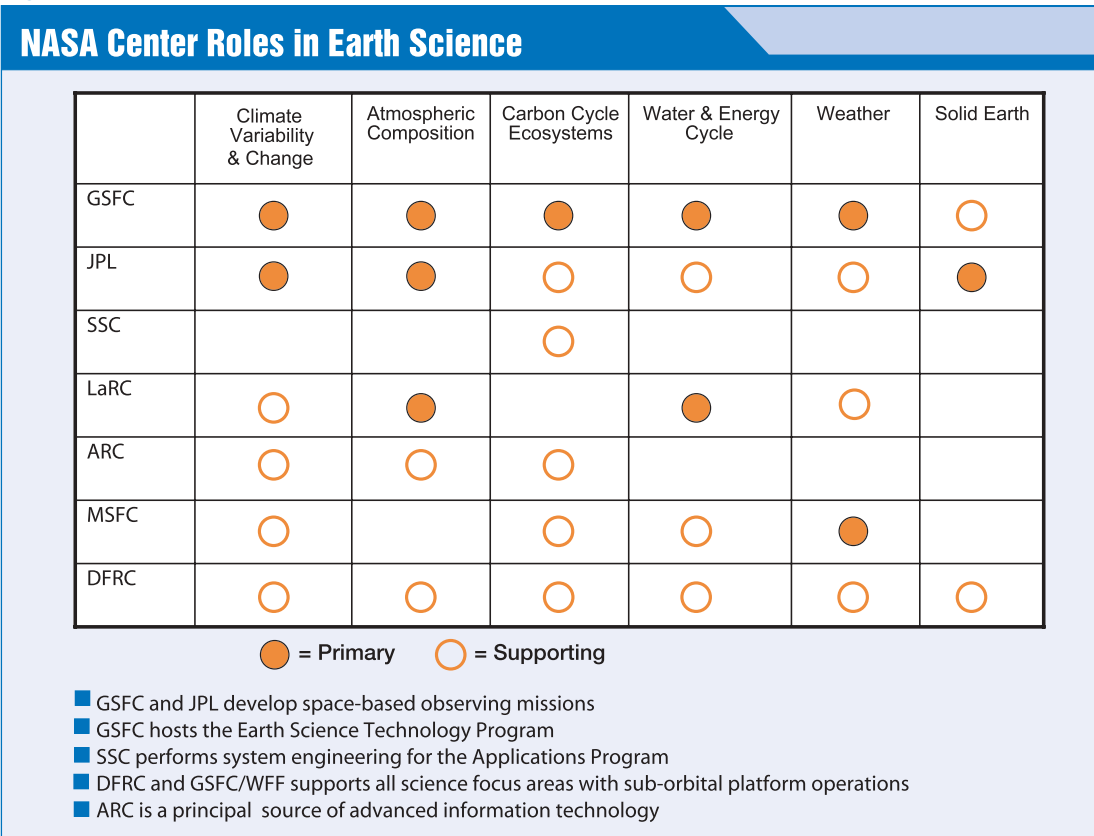 NASA Center Roles in Earth Science
Climate
Variability
& Change
Atmospheric
Composition
Carbon Cycle
Ecosystems
Water & Energy
Cycle
Weather
Solid Earth
GSFC
JPL
SSC
LaRC
ARC
MSFC
DFRC
= Primary
= Supporting
GSFC and JPL develop space-based observing missions
GSFC hosts the Earth Science Technology Program
SSC performs system engineering for the Applications Program
DFRC and GSFC/WFF supports all science focus areas with sub-orbital platform operations
ARC is a principal  source of advanced information technology